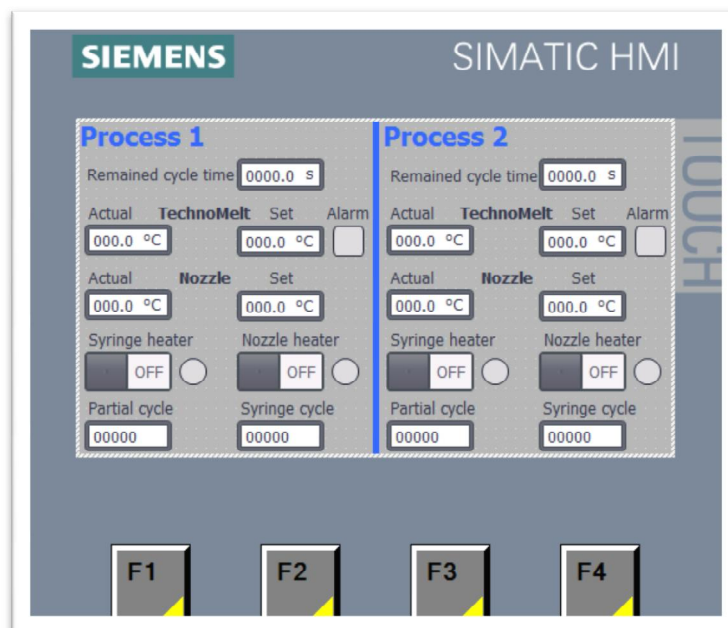 SIEMENS
SIMATIC HMI
TOUCH
Process 1
Remained cycle time 0000.0 s
Actual TechnoMelt Set Alarm
000.0 °C 000.0 °C
Actual Nozzle Set
000.0 °C 000.0 °C
Syringe heater Nozzle heater
OFF OFF
Partial cycle Syringe cycle
00000 00000
Process 2
Remained cycle time 0000.0 s
Actual TechnoMelt Set Alarm
000.0 °C 000.0 °C
Actual Nozzle Set
000.0 °C 000.0 °C
Syringe heater Nozzle heater
OFF OFF
Partial cycle Syringe cycle
00000 00000
F1 F2 F3 F4